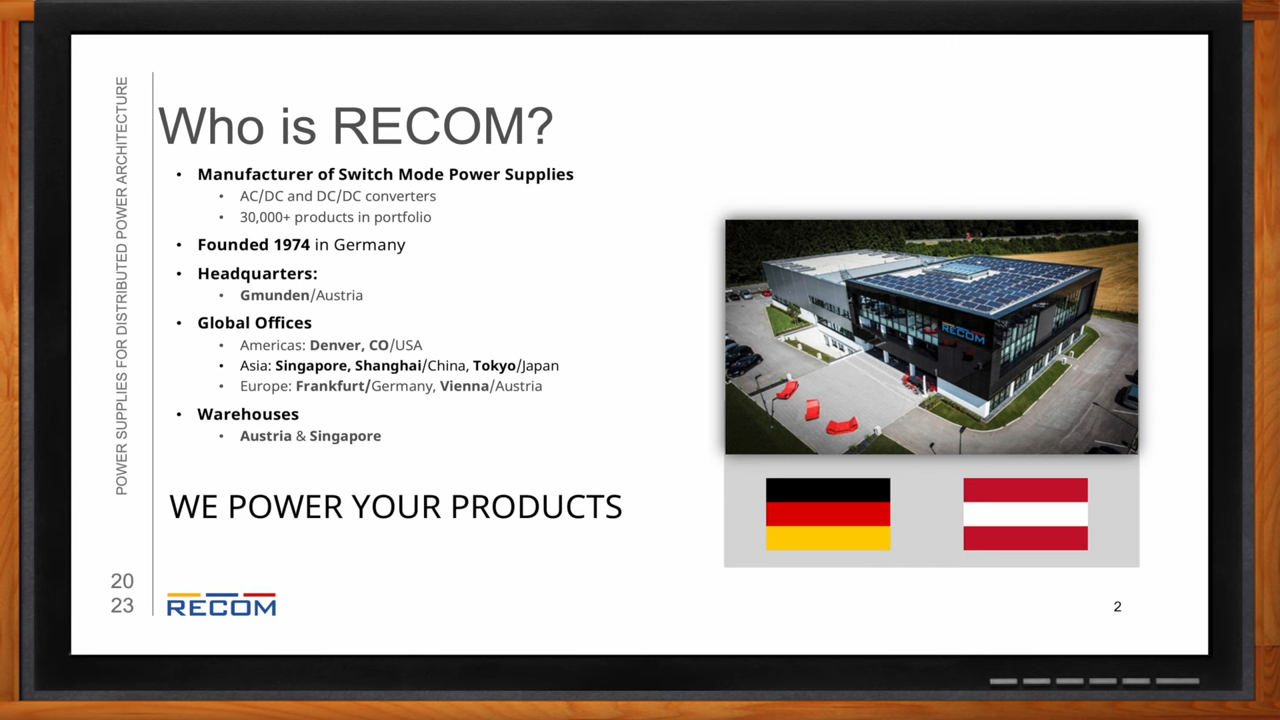 POWER SUPPLIES FOR DISTRIBUTED POWER ARCHITECTURE
Who is RECOM?
• Manufacturer of Switch Mode Power Supplies
• AC/DC and DC/DC converters
• 30,000+ products in portfolio
• Founded 1974 in Germany
• Headquarters:
• Gmunden/Austria
• Global Offices
• Americas: Denver, CO/USA
• Asia: Singapore, Shanghai/China, Tokyo/Japan
• Europe: Frankfurt/Germany, Vienna/Austria
• Warehouses
• Austria & Singapore
RECOM
WE POWER YOUR PRODUCTS
20
23
RECOM
2